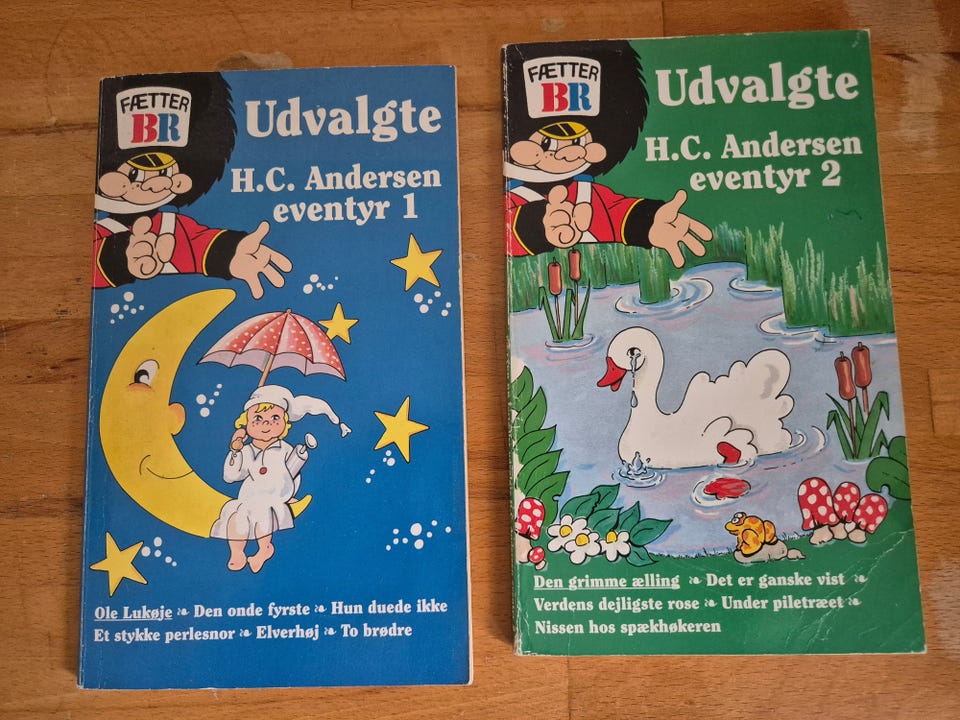 FÆTTER
BR
Udvalgte
H.C. Andersen
eventyr 1
Ole Lukøje ❧ Den onde fyrste ❧ Hun duede ikke
Et stykke perlesnor ❧ Elverhøj ❧ To brødre
FÆTTER
BR
Udvalgte
H.C. Andersen
eventyr 2
Den grimme ælling ❧ Det er ganske vist ❧
Verdens dejligste rose ❧ Under piletræet ❧
Nissen hos spækhøkeren